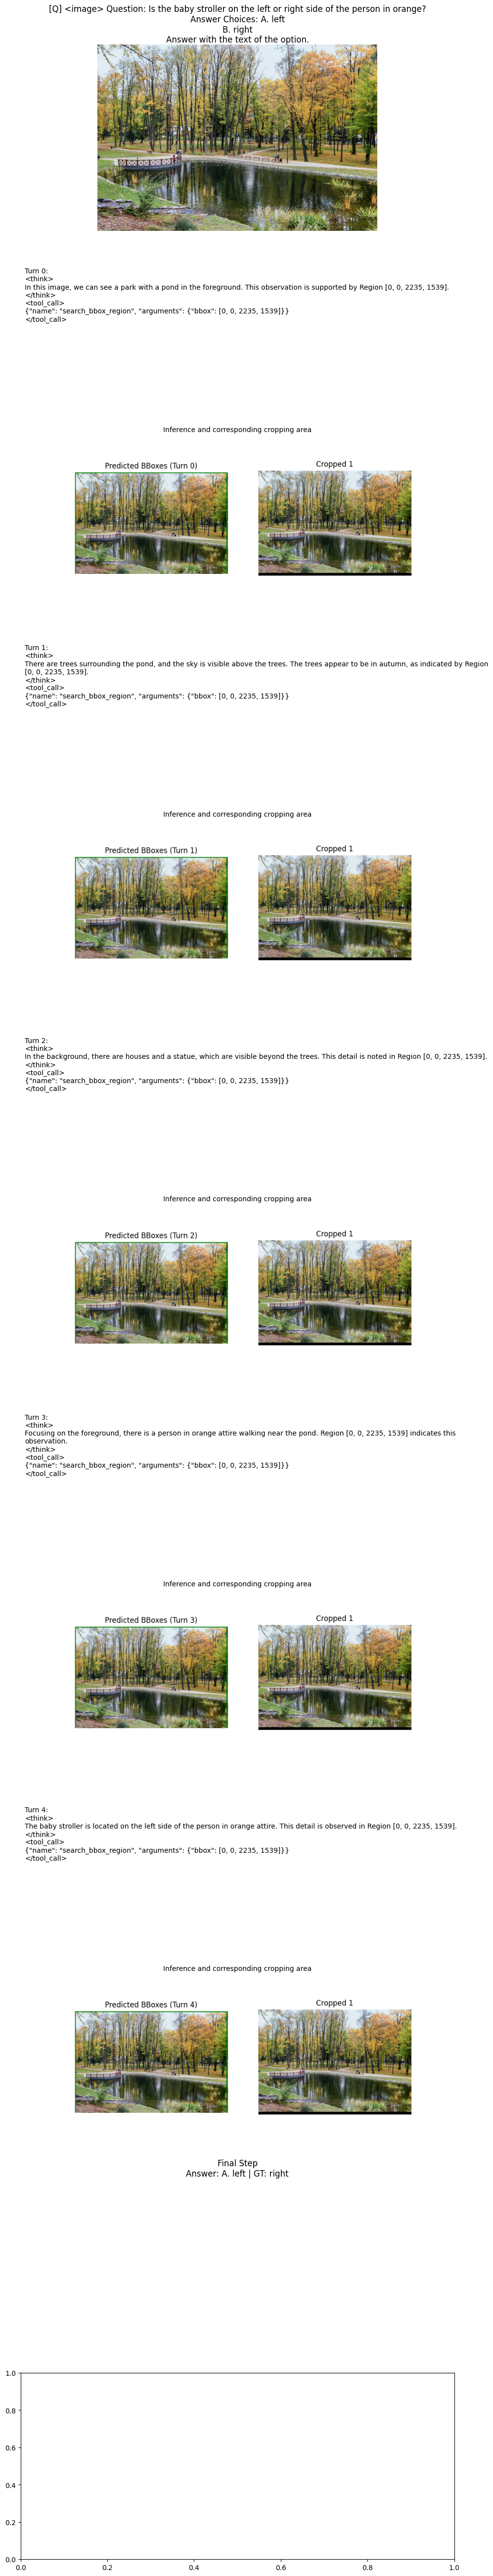 [Q] <image> Question: Is the baby stroller on the left or right side of the person in orange?
Answer Choices: A. left
B. right
Answer with the text of the option.
Turn 0:
<think>
In this image, we can see a park with a pond in the foreground. This observation is supported by Region [0, 0, 2235, 1539].
</think>
<tool_call>
{"name": "search_bbox_region", "arguments": {"bbox": [0, 0, 2235, 1539]}}
</tool_call>
Inference and corresponding cropping area
Predicted BBoxes (Turn 0)
Cropped 1
Turn 1:
<think>
There are trees surrounding the pond, and the sky is visible above the trees. The trees appear to be in autumn, as indicated by Region
[0, 0, 2235, 1539].
</think>
<tool_call>
{"name": "search_bbox_region", "arguments": {"bbox": [0, 0, 2235, 1539]}}
</tool_call>
Inference and corresponding cropping area
Predicted BBoxes (Turn 1)
Cropped 1
Turn 2:
<think>
In the background, there are houses and a statue, which are visible beyond the trees. This detail is noted in Region [0, 0, 2235, 1539].
</think>
<tool_call>
{"name": "search_bbox_region", "arguments": {"bbox": [0, 0, 2235, 1539]}}
</tool_call>
Inference and corresponding cropping area
Predicted BBoxes (Turn 2)
Cropped 1
Turn 3:
<think>
Focusing on the foreground, there is a person in orange attire walking near the pond. Region [0, 0, 2235, 1539] indicates this
observation.
</think>
<tool_call>
{"name": "search_bbox_region", "arguments": {"bbox": [0, 0, 2235, 1539]}}
</tool_call>
Inference and corresponding cropping area
Predicted BBoxes (Turn 3)
Cropped 1
Turn 4:
<think>
The baby stroller is located on the left side of the person in orange attire. This detail is observed in Region [0, 0, 2235, 1539].
</think>
<tool_call>
{"name": "search_bbox_region", "arguments": {"bbox": [0, 0, 2235, 1539]}}
</tool_call>
Inference and corresponding cropping area
Predicted BBoxes (Turn 4)
Cropped 1
Final Step
Answer: A. left | GT: right
1.0
0.8
0.6
0.4
0.2
0.0
0.0 0.2 0.4 0.6 0.8 1.0